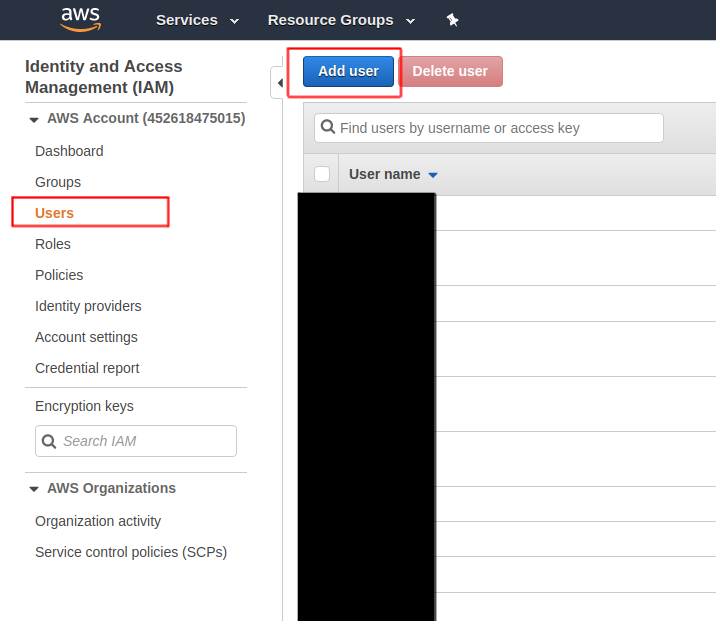 aws Services Resource Groups
Identity and Access
Management (IAM)
AWS Account (452618475015)
Dashboard
Groups
Users
Roles
Policies
Identity providers
Account settings
Credential report
Encryption keys
Search IAM
AWS Organizations
Organization activity
Service control policies (SCPs)
Add user Delete user
Find users by username or access key
User name